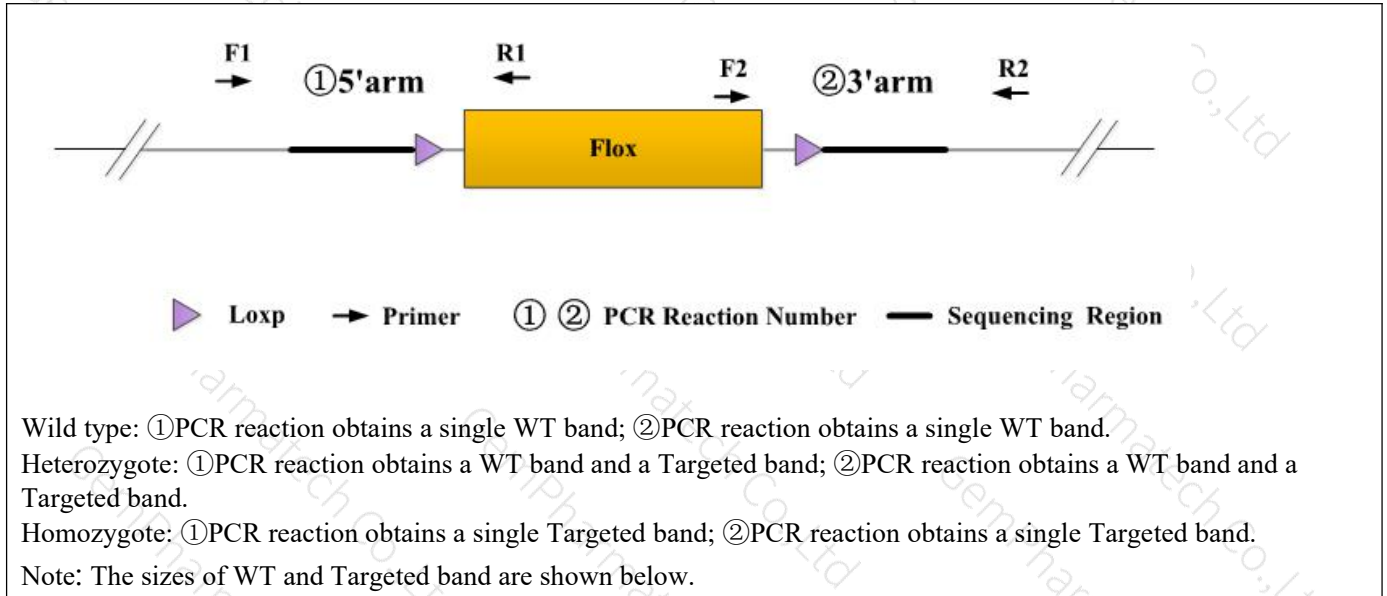 F1 ①5'arm R1 F2 ②3'arm R2
Flox
Loxp Primer ① ② PCR Reaction Number Sequencing Region
Wild type: ①PCR reaction obtains a single WT band; ②PCR reaction obtains a single WT band.
Heterozygote: ①PCR reaction obtains a WT band and a Targeted band; ②PCR reaction obtains a WT band and a
Targeted band.
Homozygote: ①PCR reaction obtains a single Targeted band; ②PCR reaction obtains a single Targeted band.
Note: The sizes of WT and Targeted band are shown below.